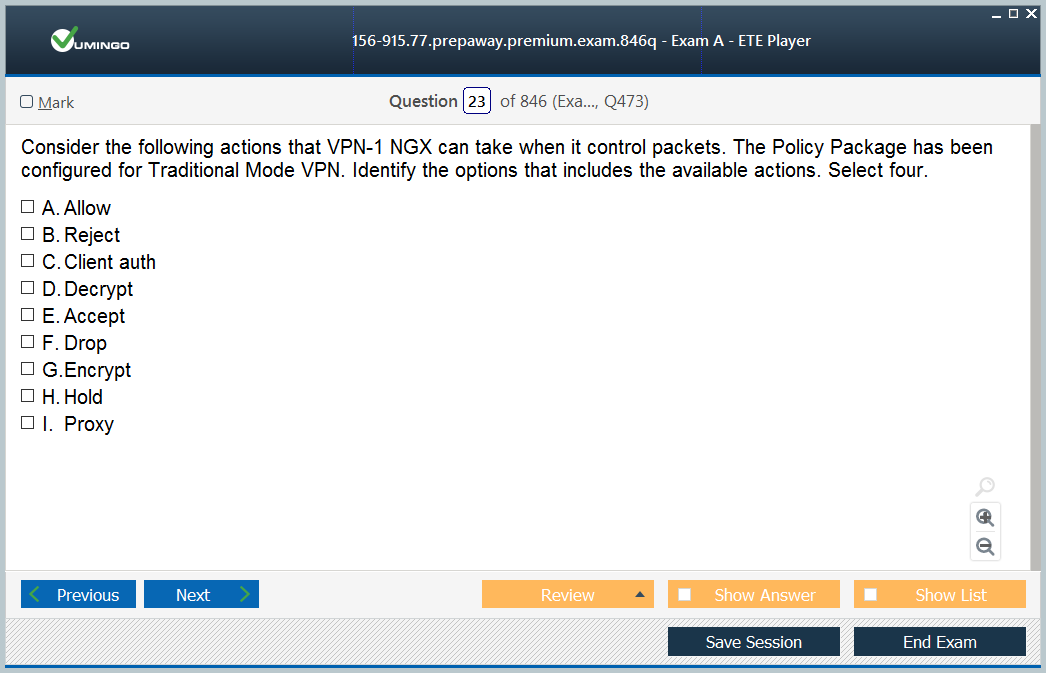 VUMINGO
156-915.77.prepaway.premium.exam.846q - Exam A - ETE Player
Mark
Question 23 of 846 (Exa..., Q473)
Consider the following actions that VPN-1 NGX can take when it control packets. The Policy Package has been
configured for Traditional Mode VPN. Identify the options that includes the available actions. Select four.
A. Allow
B. Reject
C. Client auth
D. Decrypt
E. Accept
F. Drop
G. Encrypt
H. Hold
I. Proxy
Previous
Next
Review
Show Answer
Show List
Save Session
End Exam